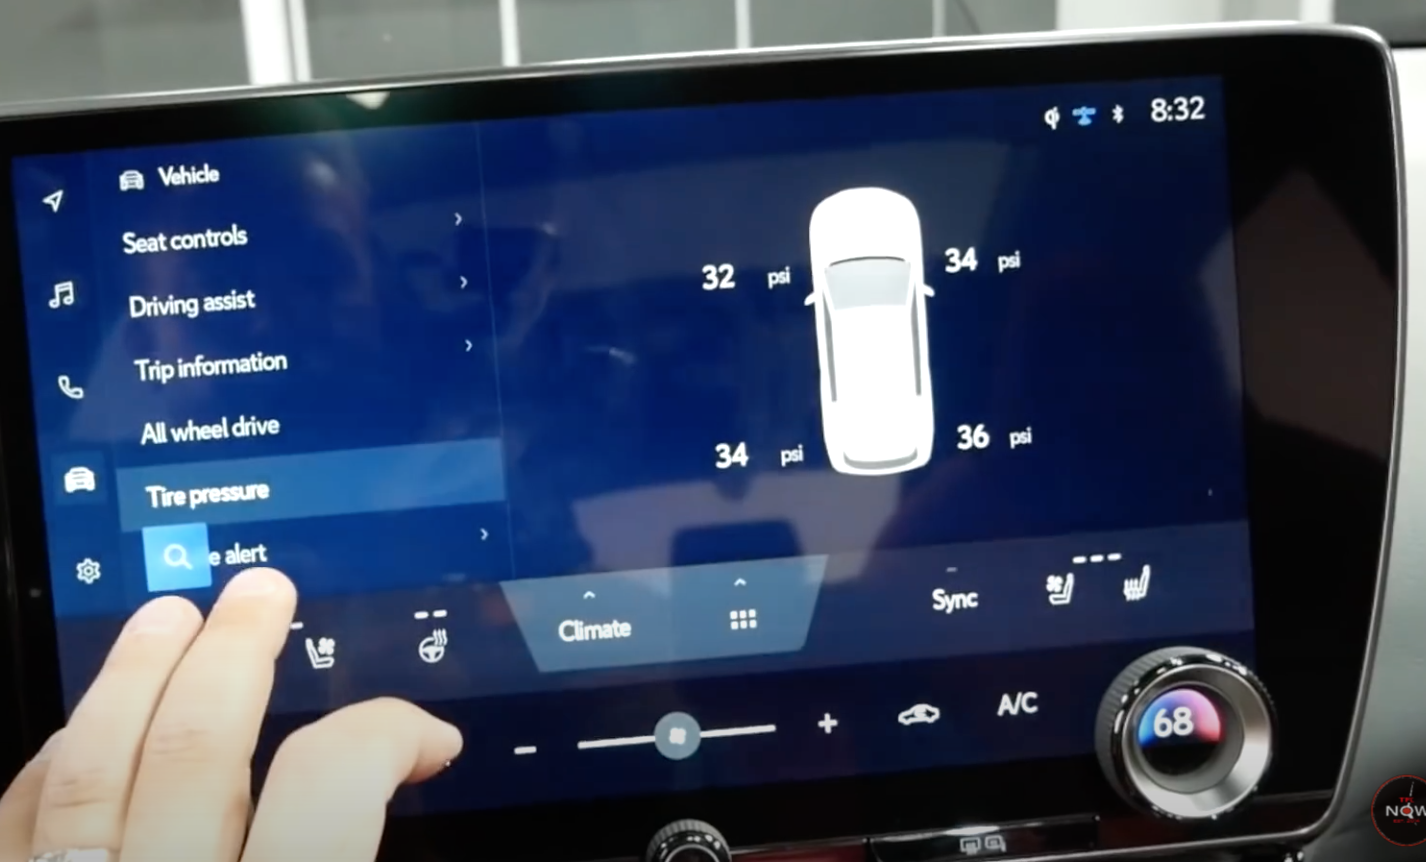 8:32
Vehicle
Seat controls
Driving assist
Trip information
All wheel drive
Tire pressure
e alert
32 psi
34 psi
34 psi
36 psi
Climate
Sync
A/C
68
NOW